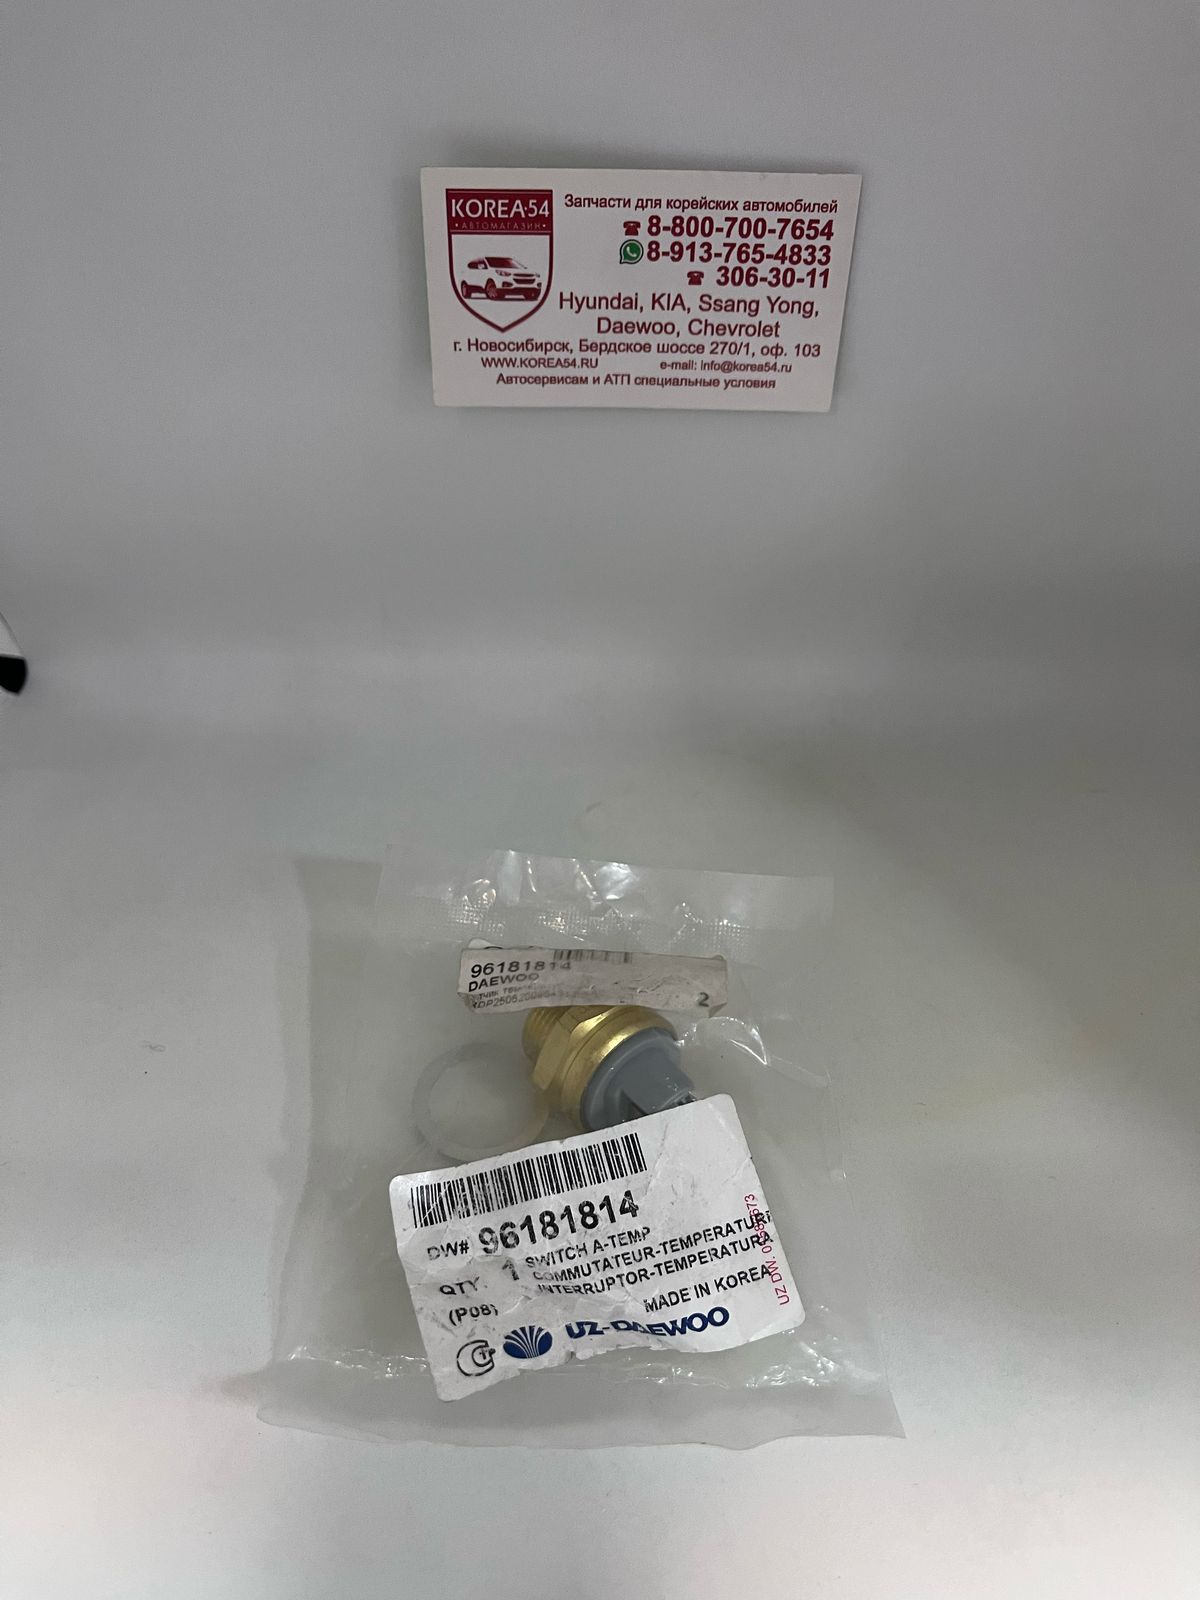 KOREA·54
•АВТОМАГАЗИН•
Запчасти для корейских автомобилей
8-800-700-7654
8-913-765-4833
306-30-11
Hyundai, KIA, Ssang Yong,
Daewoo, Chevrolet
г. Новосибирск, Бердское шоссе 270/1, оф. 103
WWW.KOREA54.RU e-mail: info@korea54.ru
Автосервисам и АТП специальные условия
96181814
DAEWOO
2
DW# 96181814
QTY. 1 SWITCH A-TEMP
COMMUTATEUR-TEMPERATURE
INTERRUPTOR-TEMPERATURA
(P08) MADE IN KOREA
UZ-DAEWOO
UZ DW.